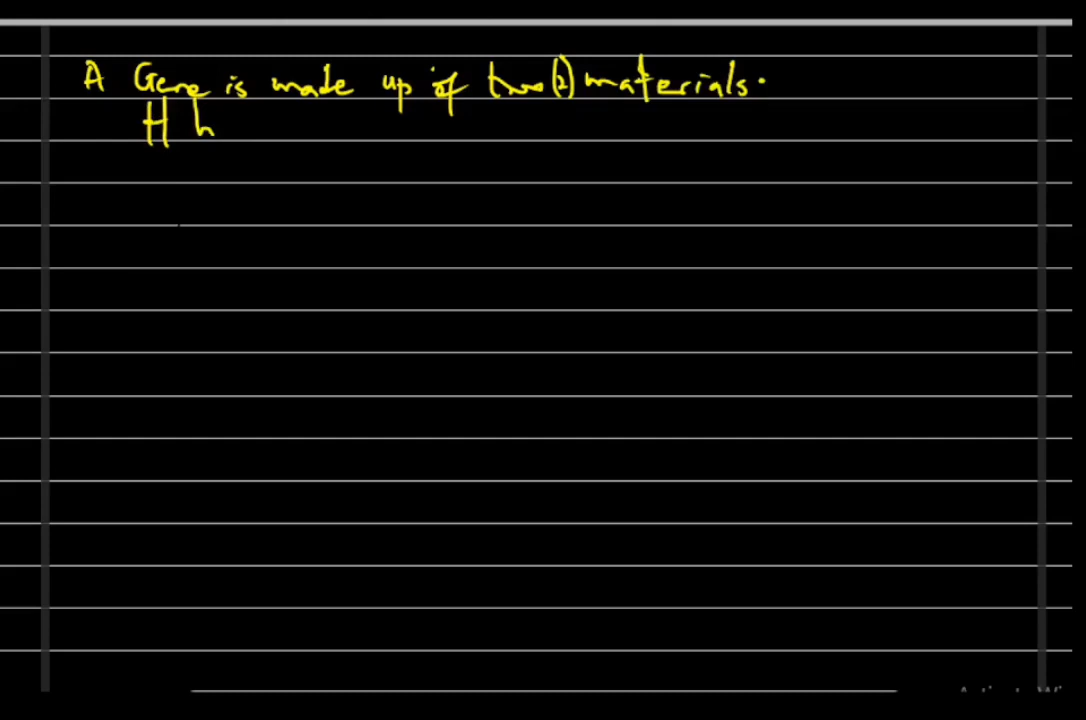 A Gene is made up of two(2) materials.
H h